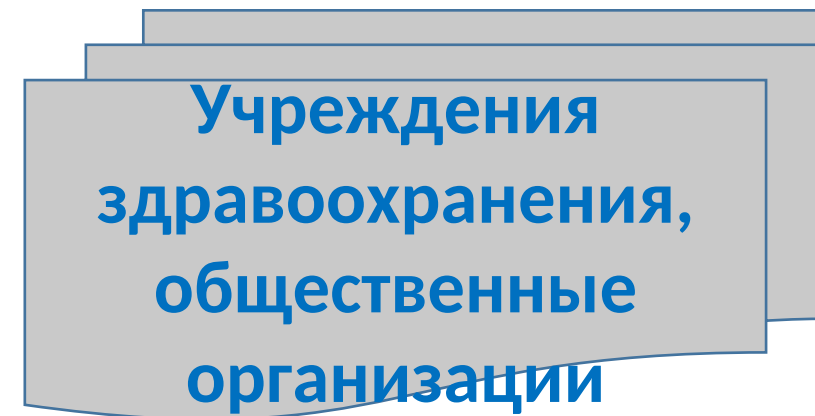 Учреждения
здравоохранения,
общественные
организации